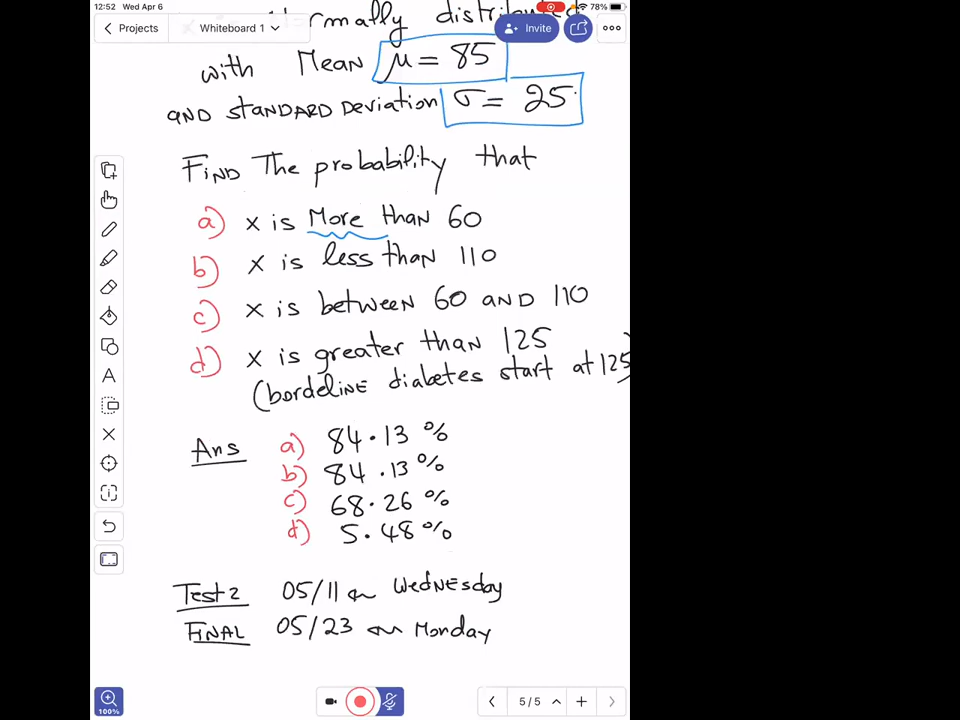 12:52 Wed Apr 6
78%
Projects
Whiteboard 1
Invite
Normally distributed
with Mean μ = 85
AND STANDARD DEVIATION σ = 25
FIND The probability that
a) x is More than 60
b) x is less than 110
c) x is between 60 AND 110
d) x is greater than 125
(bordeliNE diabetes start at 125)
Ans a) 84.13 %
b) 84.13 %
c) 68.26 %
d) 5.48 %
Test 2 05/11 Wednesday
FINAL 05/23 Monday
100%
5/5